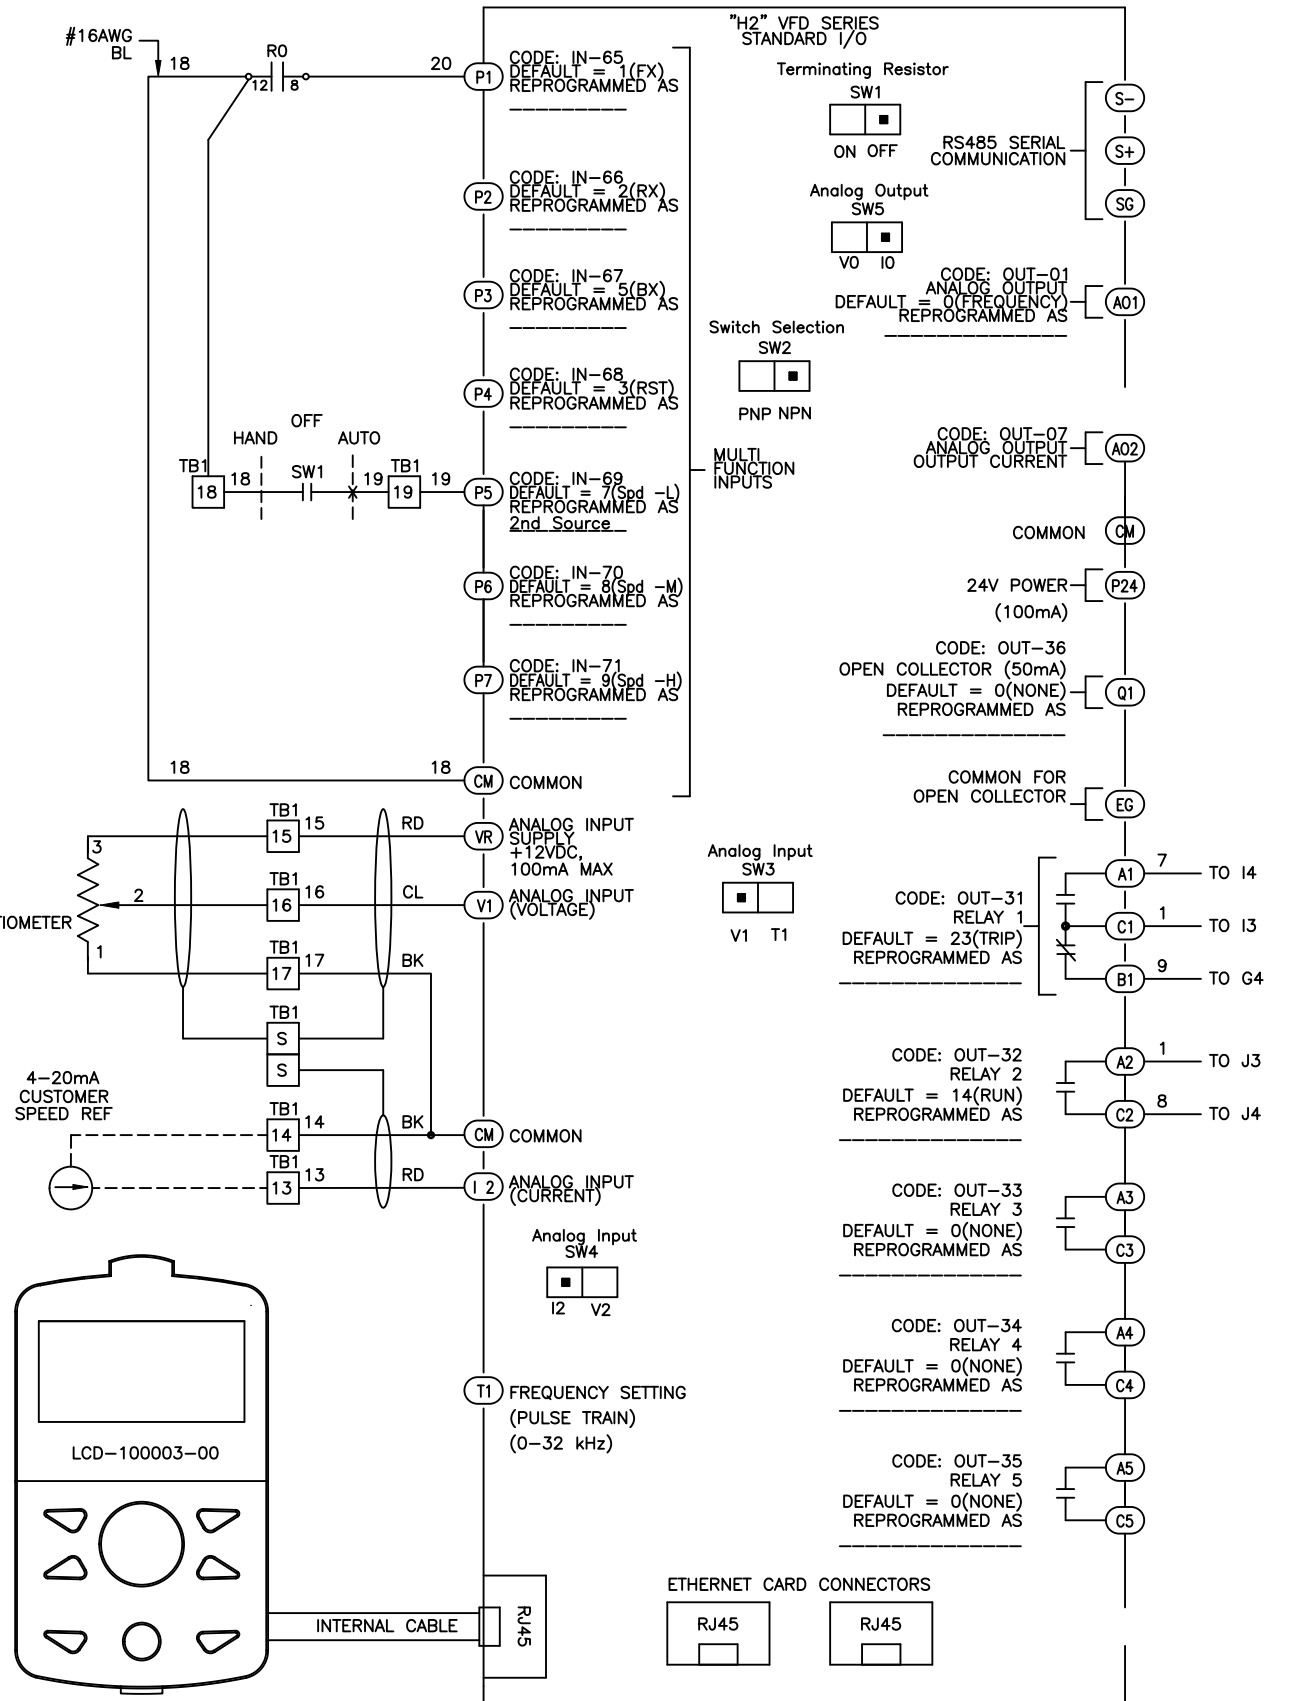 "H2" VFD SERIES
STANDARD I/O
#16AWG
BL
18
R0
12
8
20
P1
CODE: IN-65
DEFAULT = 1(FX)
REPROGRAMMED AS
_________
P2
CODE: IN-66
DEFAULT = 2(RX)
REPROGRAMMED AS
_________
P3
CODE: IN-67
DEFAULT = 5(BX)
REPROGRAMMED AS
_________
P4
CODE: IN-68
DEFAULT = 3(RST)
REPROGRAMMED AS
_________
OFF
HAND
AUTO
TB1
18
18
SW1
19
TB1
19
19
P5
CODE: IN-69
DEFAULT = 7(Spd -L)
REPROGRAMMED AS
2nd Source
P6
CODE: IN-70
DEFAULT = 8(Spd -M)
REPROGRAMMED AS
_________
P7
CODE: IN-71
DEFAULT = 9(Spd -H)
REPROGRAMMED AS
_________
MULTI
FUNCTION
INPUTS
18
18
CM
COMMON
TB1
15
15
RD
VR
ANALOG INPUT
SUPPLY
+12VDC,
100mA MAX
3
2
1
TIOMETER
TB1
16
16
CL
V1
ANALOG INPUT
(VOLTAGE)
TB1
17
17
BK
TB1
S
S
4-20mA
CUSTOMER
SPEED REF
TB1
14
14
BK
CM
COMMON
TB1
13
13
RD
I 2
ANALOG INPUT
(CURRENT)
Analog Input
SW4
I2 V2
T1
FREQUENCY SETTING
(PULSE TRAIN)
(0-32 kHz)
LCD-100003-00
INTERNAL CABLE
RJ45
Terminating Resistor
SW1
ON OFF
Analog Output
SW5
V0 I0
Switch Selection
SW2
PNP NPN
Analog Input
SW3
V1 T1
RS485 SERIAL
COMMUNICATION
S-
S+
SG
CODE: OUT-01
ANALOG OUTPUT
DEFAULT = 0(FREQUENCY)
REPROGRAMMED AS
______________
AO1
CODE: OUT-07
ANALOG OUTPUT
OUTPUT CURRENT
AO2
COMMON
CM
24V POWER
(100mA)
P24
CODE: OUT-36
OPEN COLLECTOR (50mA)
DEFAULT = 0(NONE)
REPROGRAMMED AS
______________
Q1
COMMON FOR
OPEN COLLECTOR
EG
CODE: OUT-31
RELAY 1
DEFAULT = 23(TRIP)
REPROGRAMMED AS
______________
A1
7
TO I4
C1
1
TO I3
B1
9
TO G4
CODE: OUT-32
RELAY 2
DEFAULT = 14(RUN)
REPROGRAMMED AS
______________
A2
1
TO J3
C2
8
TO J4
CODE: OUT-33
RELAY 3
DEFAULT = 0(NONE)
REPROGRAMMED AS
______________
A3
C3
CODE: OUT-34
RELAY 4
DEFAULT = 0(NONE)
REPROGRAMMED AS
______________
A4
C4
CODE: OUT-35
RELAY 5
DEFAULT = 0(NONE)
REPROGRAMMED AS
______________
A5
C5
ETHERNET CARD CONNECTORS
RJ45
RJ45